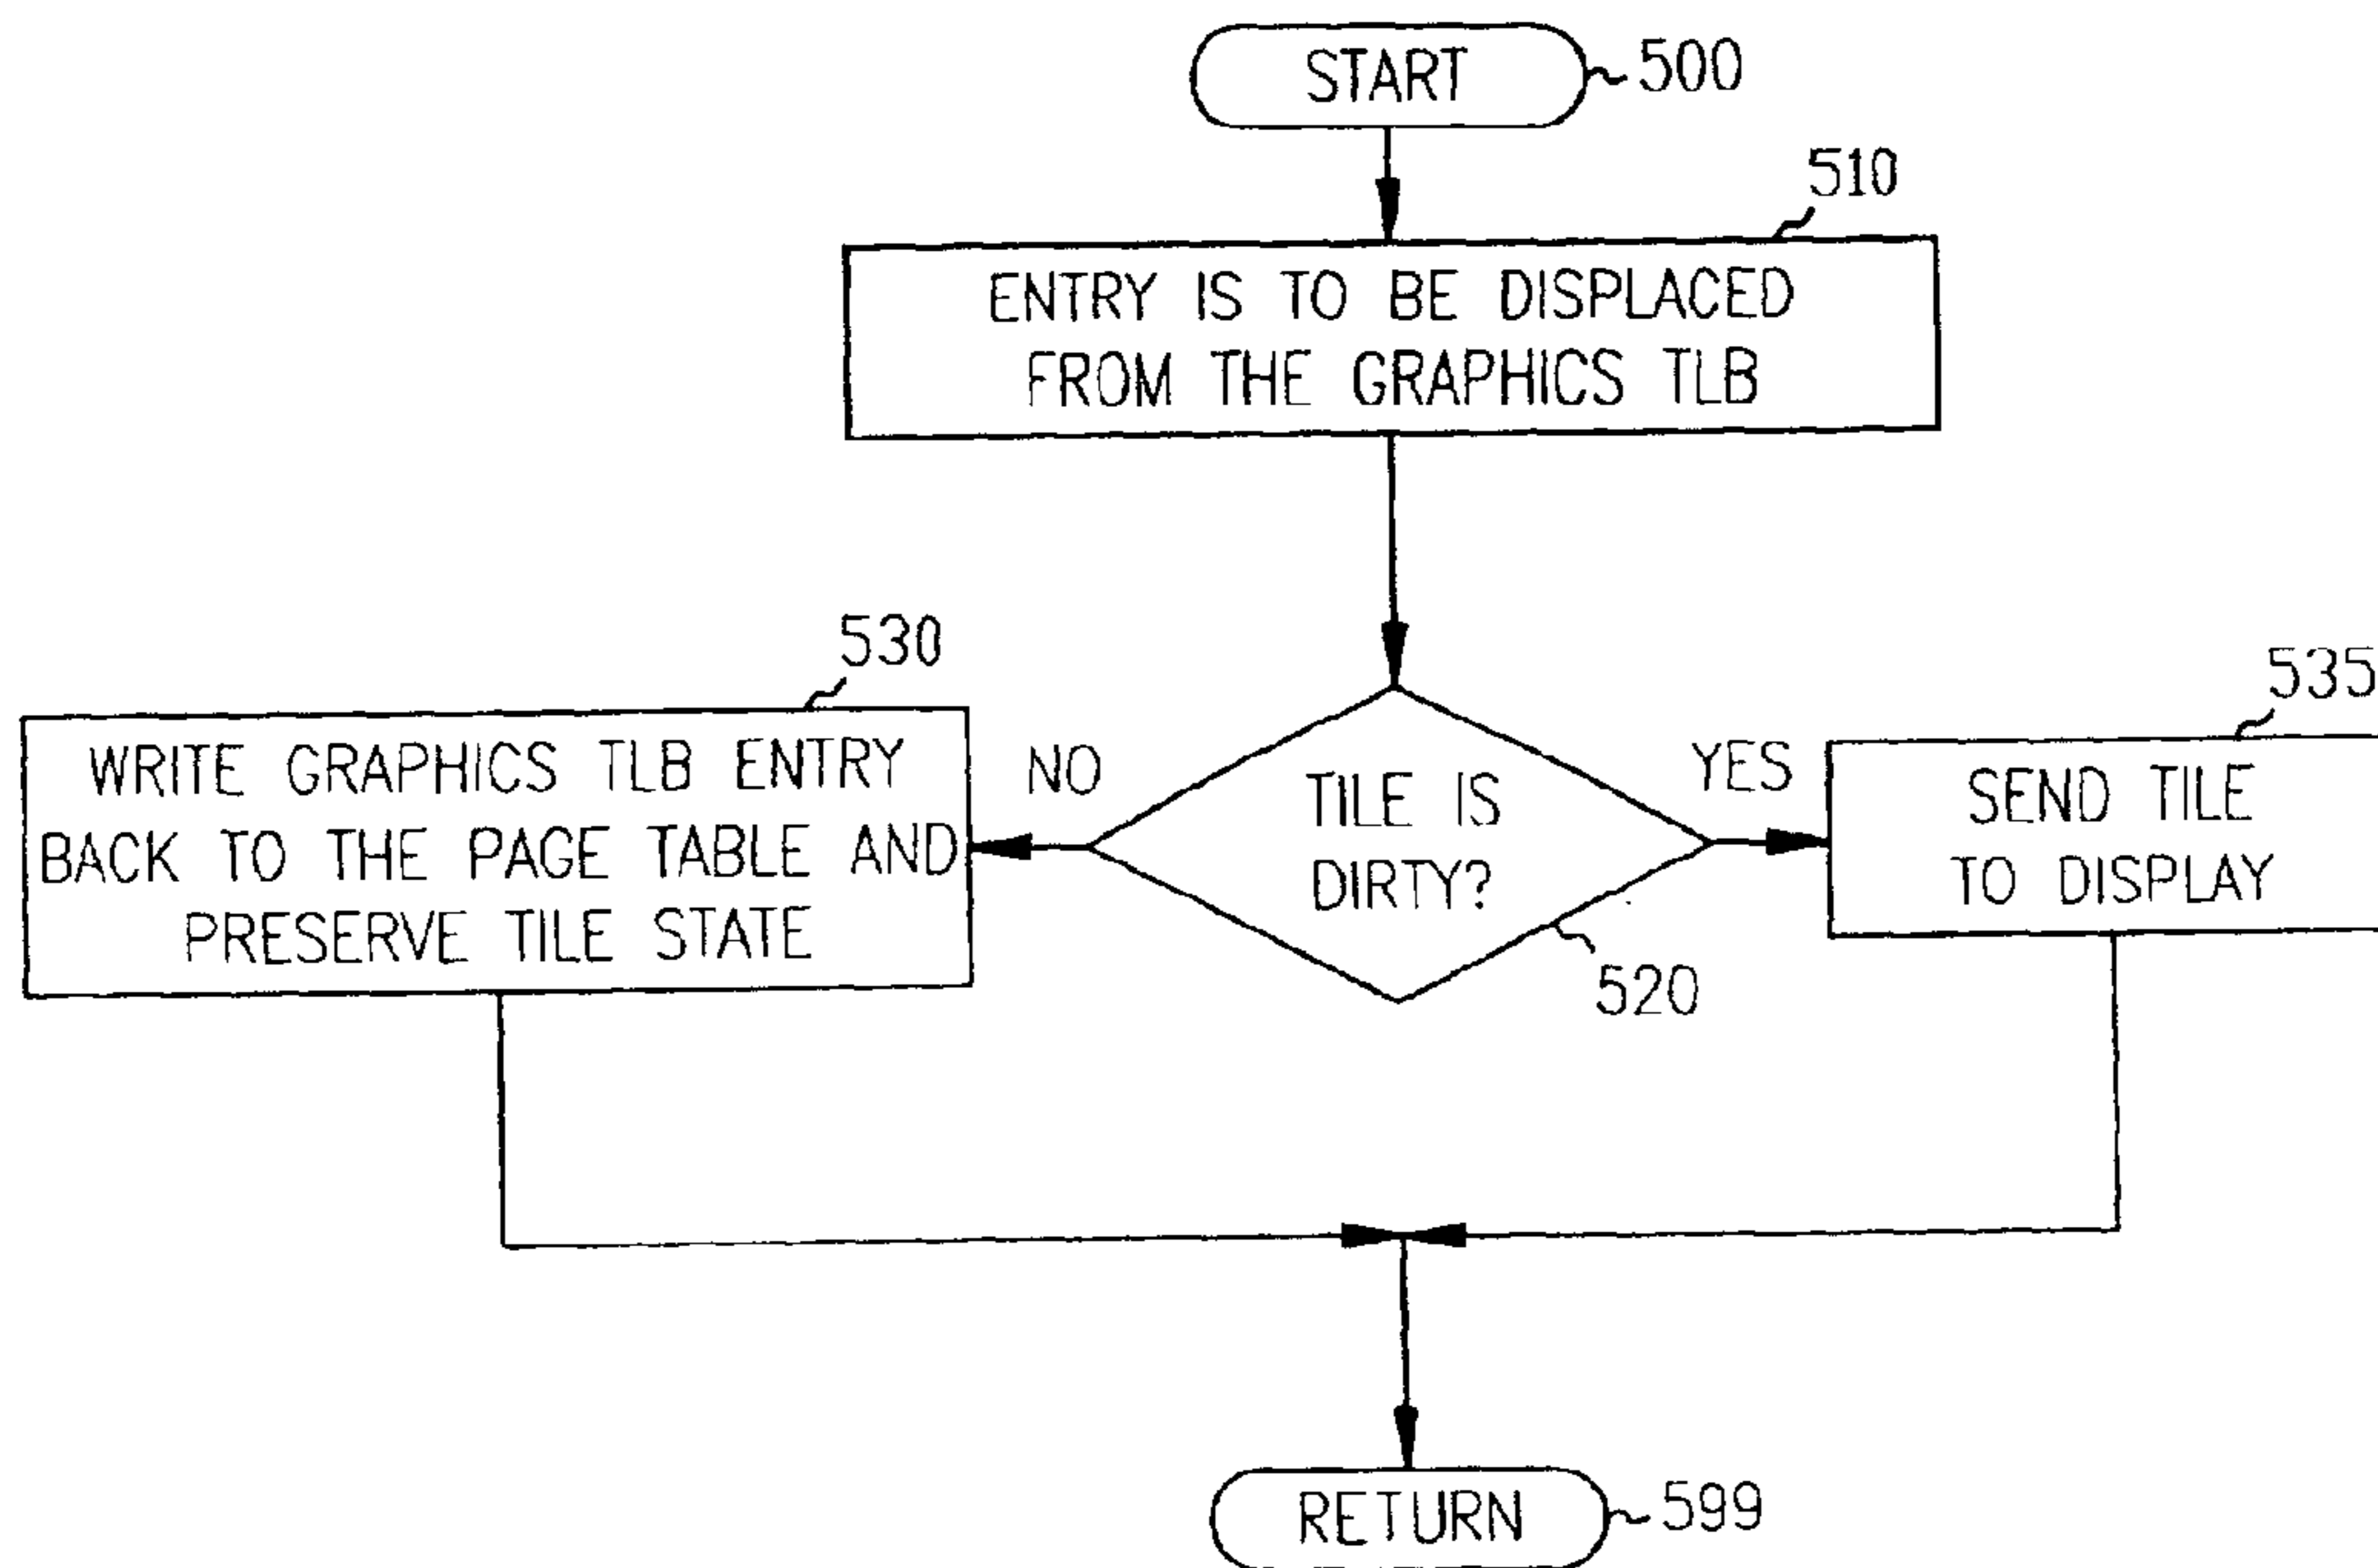 START
500
510
ENTRY IS TO BE DISPLACED
FROM THE GRAPHICS TLB
530
WRITE GRAPHICS TLB ENTRY
BACK TO THE PAGE TABLE AND
PRESERVE TILE STATE
NO
TILE IS
DIRTY?
520
YES
535
SEND TILE
TO DISPLAY
RETURN
599